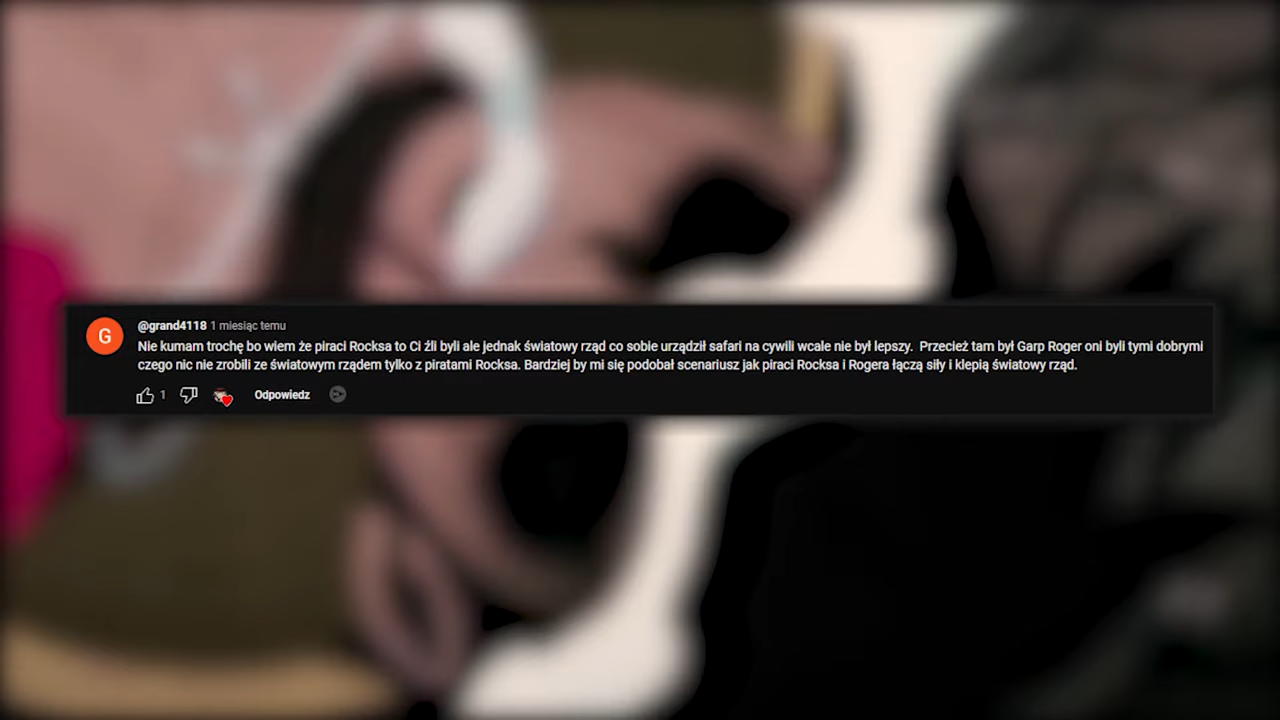 G
@grand4118 1 miesiąc temu
Nie kumam trochę bo wiem że piraci Rocksa to Ci źli byli ale jednak światowy rząd co sobie urządził safari na cywili wcale nie był lepszy.  Przecież tam był Garp Roger oni byli tymi dobrymi
czego nic nie zrobili ze światowym rządem tylko z piratami Rocksa. Bardziej by mi się podobał scenariusz jak piraci Rocksa i Rogera łączą siły i klepią światowy rząd.
1 Odpowiedz